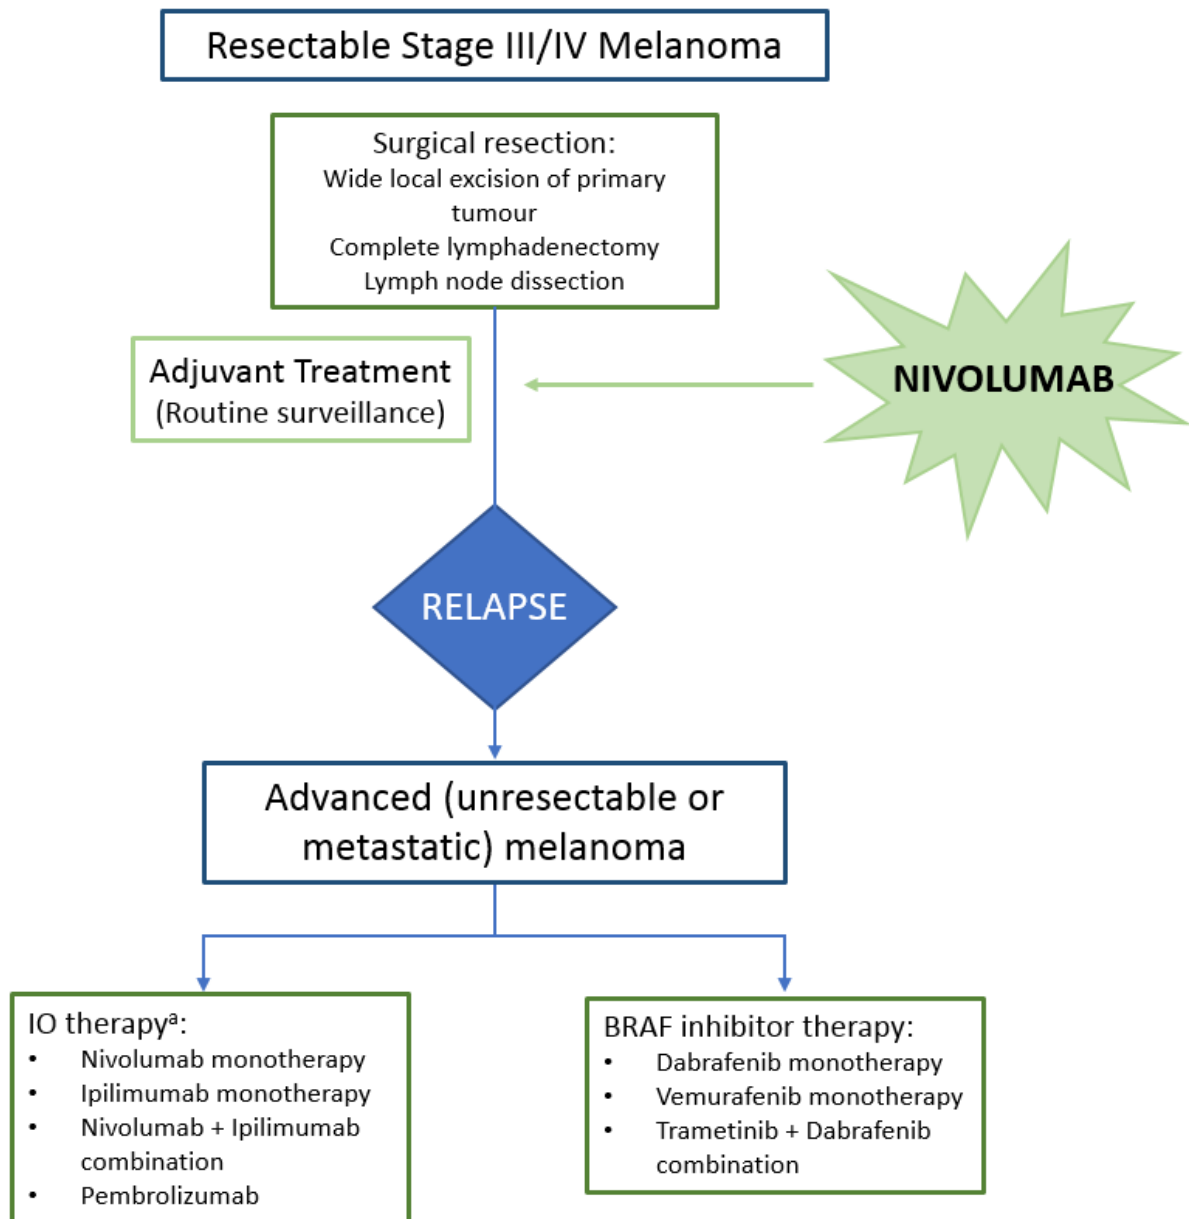 Resectable Stage III/IV Melanoma
Surgical resection:
Wide local excision of primary
tumour
Complete lymphadenectomy
Lymph node dissection
Adjuvant Treatment
(Routine surveillance)
NIVOLUMAB
RELAPSE
Advanced (unresectable or
metastatic) melanoma
IO therapyᵃ:
• Nivolumab monotherapy
• Ipilimumab monotherapy
• Nivolumab + Ipilimumab
combination
• Pembrolizumab
BRAF inhibitor therapy:
• Dabrafenib monotherapy
• Vemurafenib monotherapy
• Trametinib + Dabrafenib
combination